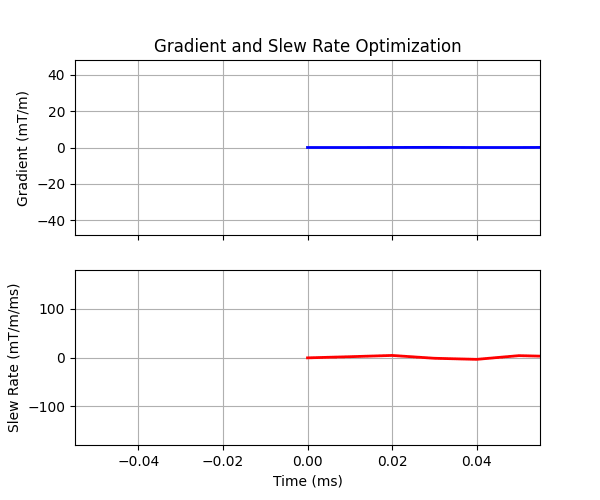 Gradient and Slew Rate Optimization
Gradient (mT/m)
40
20
0
−20
−40
Slew Rate (mT/m/ms)
100
0
−100
−0.04 −0.02 0.00 0.02 0.04
Time (ms)